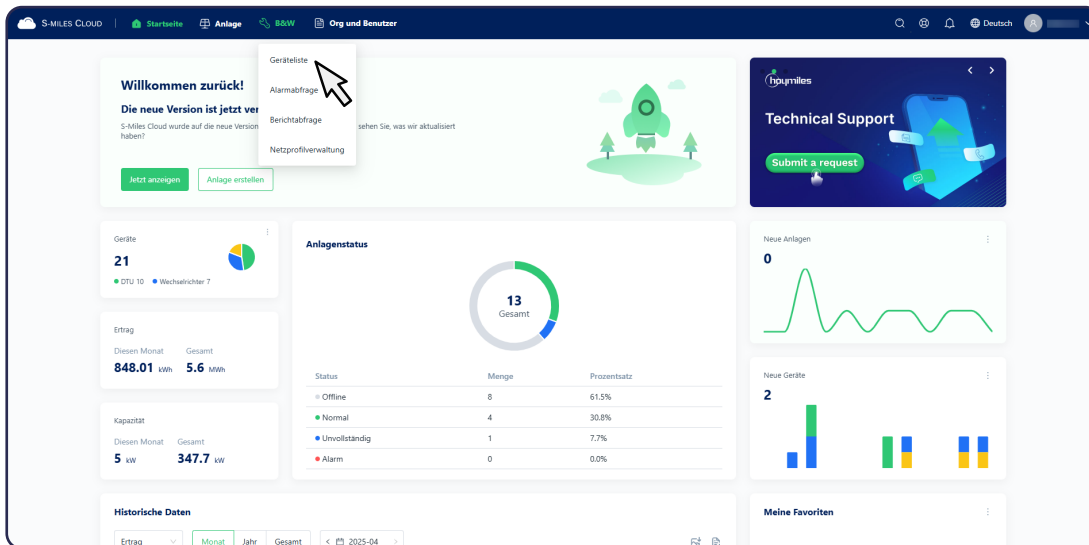 S-MILES CLOUD Startseite Anlage B&W Org und Benutzer Deutsch
Geräteliste
Alarmabfrage
Berichtabfrage
Netzprofilverwaltung
Willkommen zurück!
Die neue Version ist jetzt ver
S-Miles Cloud wurde auf die neue Version sehen Sie, was wir aktualisiert
haben?
Jetzt anzeigen Anlage erstellen
hoymiles
Technical Support
Submit a request
Geräte
21
DTU 10 Wechselrichter 7
Ertrag
Diesen Monat Gesamt
848.01 kWh 5.6 MWh
Kapazität
Diesen Monat Gesamt
5 kW 347.7 kW
Anlagenstatus
13
Gesamt
Status Menge Prozentsatz
Offline 8 61.5%
Normal 4 30.8%
Unvollständig 1 7.7%
Alarm 0 0.0%
Neue Anlagen
0
Neue Geräte
2
Historische Daten
Ertrag Monat Jahr Gesamt < 2025-04 >
Meine Favoriten